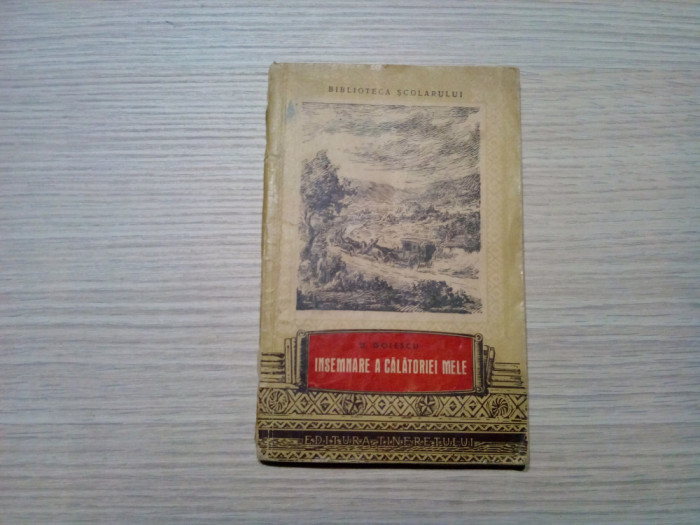 BIBLIOTECA ȘCOLARULUI
D. GOLESCU
INSEMNARE A CĂLĂTORIEI MELE
EDITURA TINERETULUI